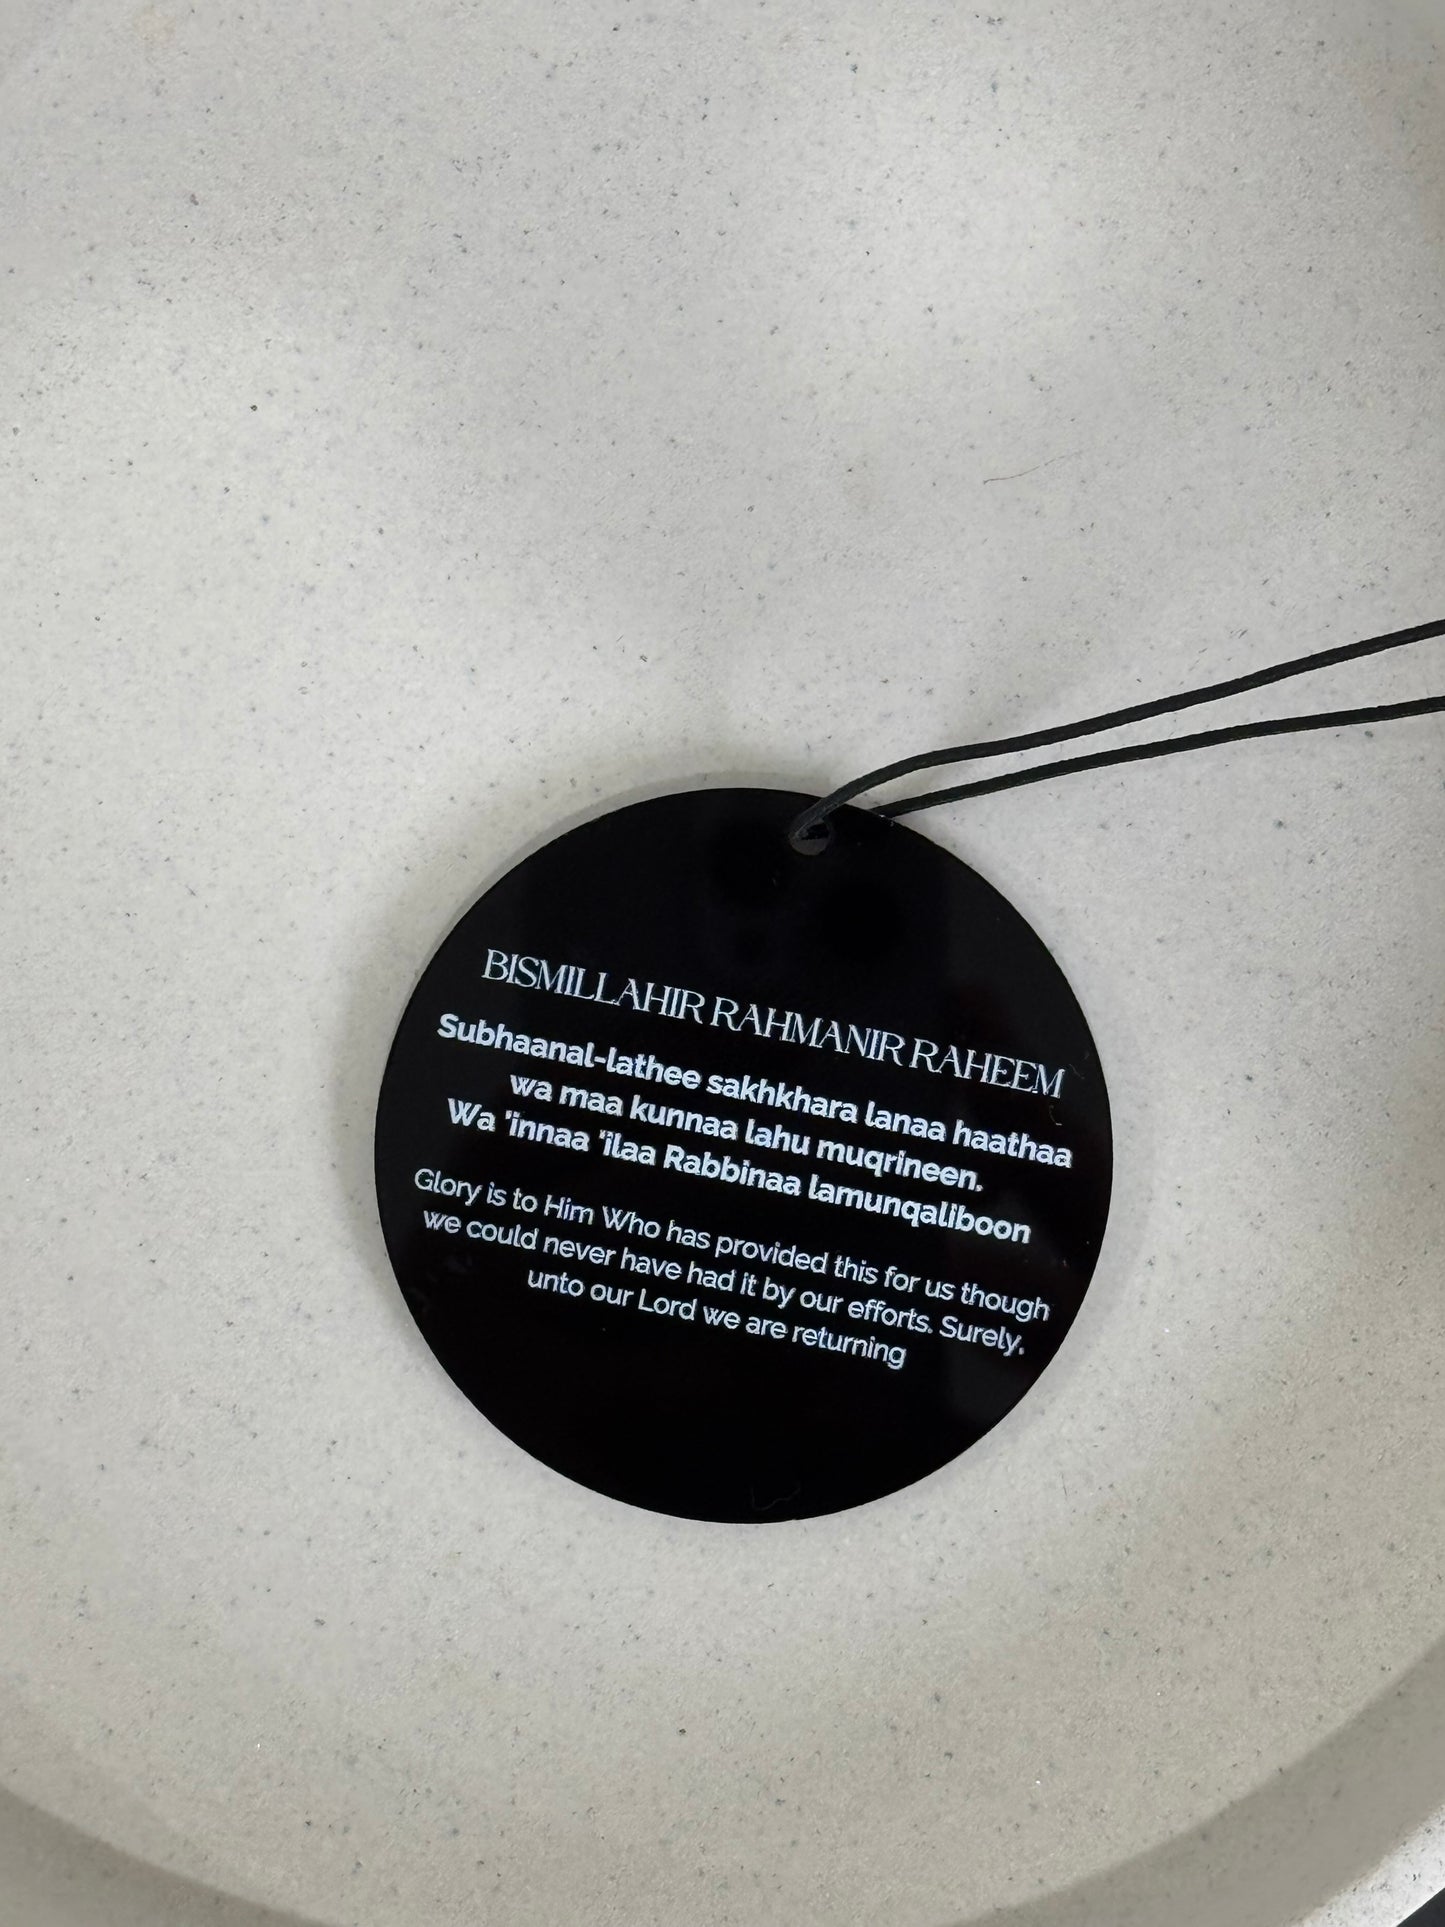 BISMILLAHIR RAHMANIR RAHEEM
Subhaanal-lathee sakhkhara lanaa haathaa
wa maa kunnaa lahu muqrineen.
Wa 'innaa 'ilaa Rabbinaa lamunqaliboon
Glory is to Him Who has provided this for us though
we could never have had it by our efforts. Surely,
unto our Lord we are returning